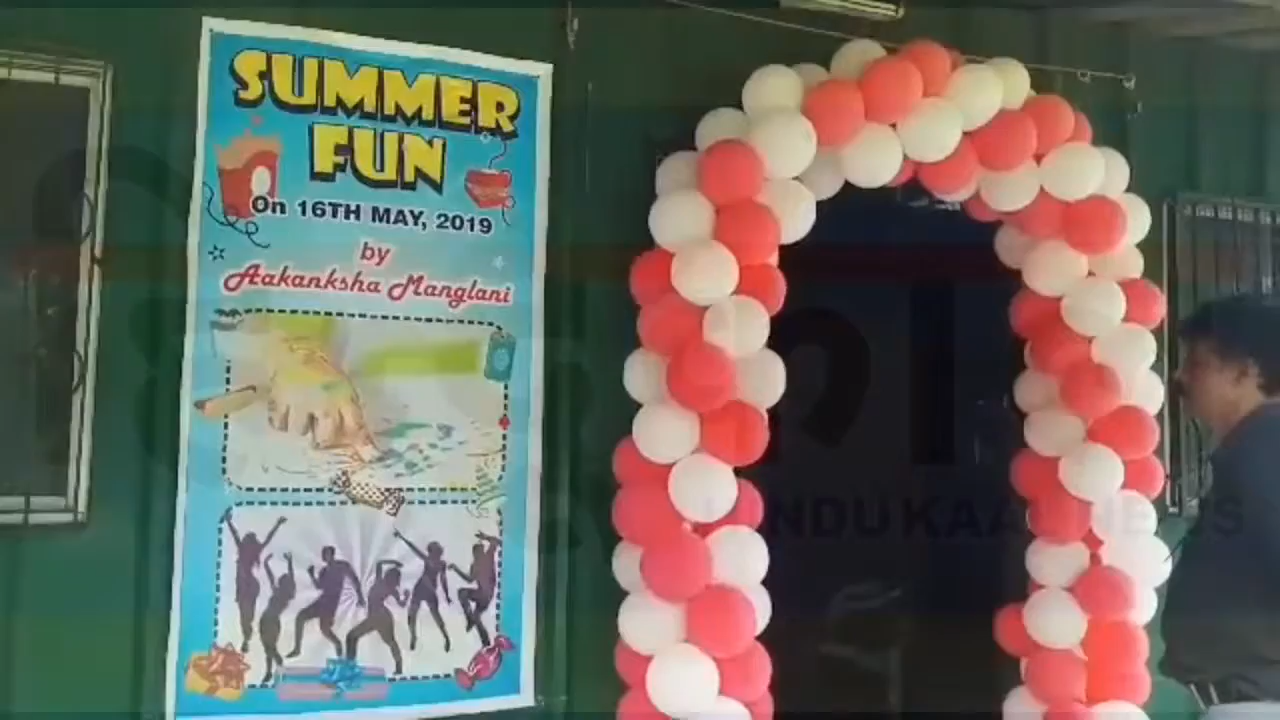 SUMMER
FUN
On 16TH MAY, 2019
by
Aakanksha Manglani